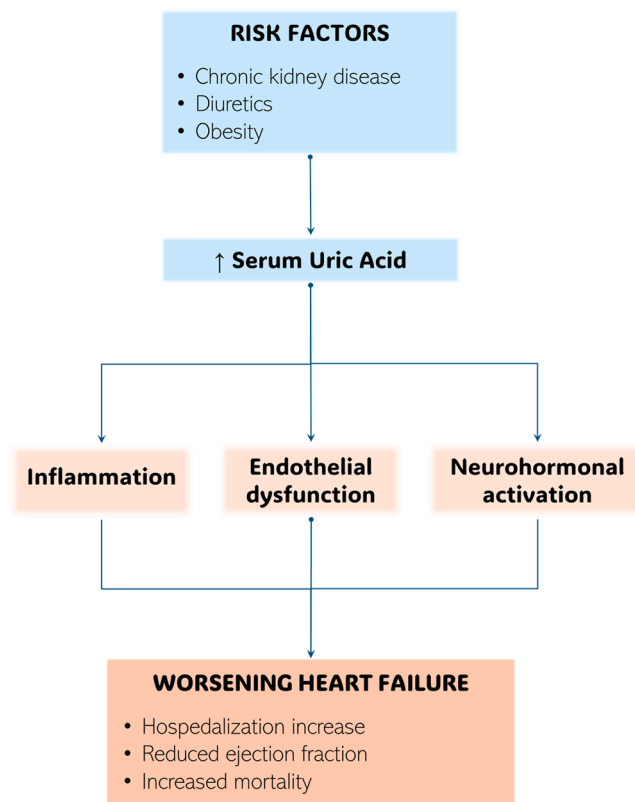 RISK FACTORS
• Chronic kidney disease
• Diuretics
• Obesity
↑ Serum Uric Acid
Inflammation
Endothelial
dysfunction
Neurohormonal
activation
WORSENING HEART FAILURE
• Hospedalization increase
• Reduced ejection fraction
• Increased mortality